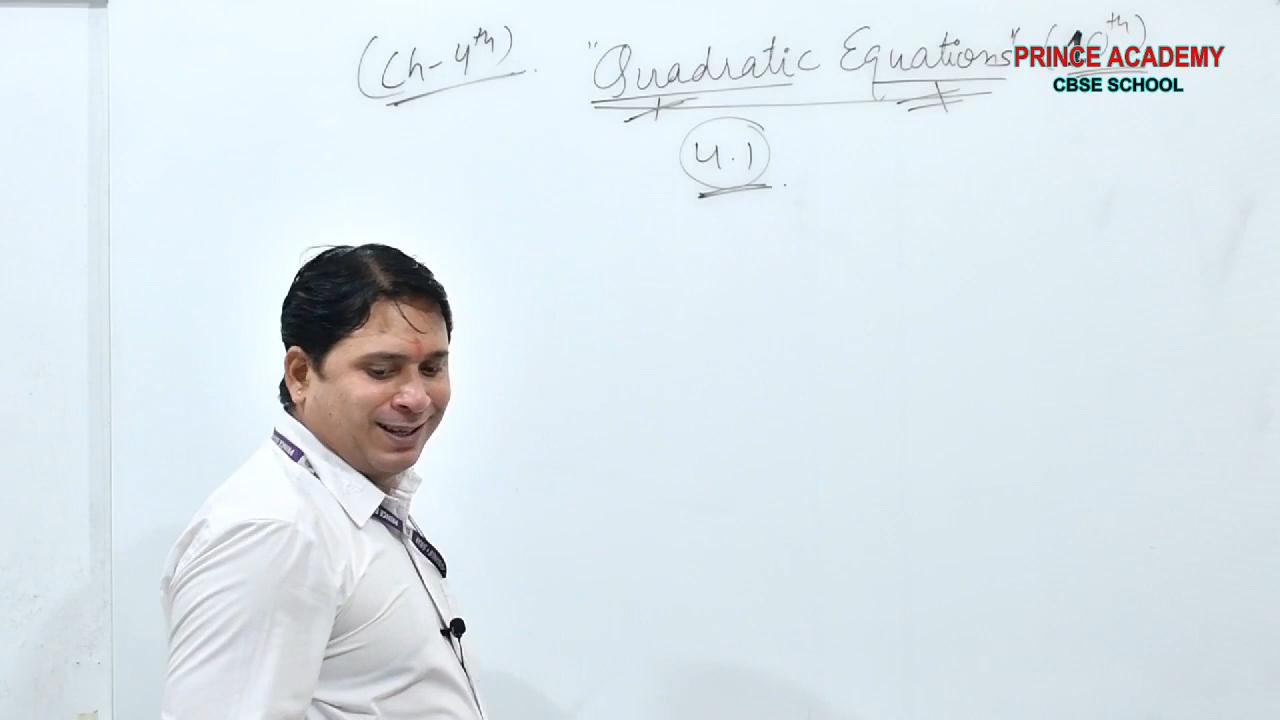 (Ch-4th). "Quadratic Equations" (10th)
PRINCE ACADEMY
CBSE SCHOOL
4.1